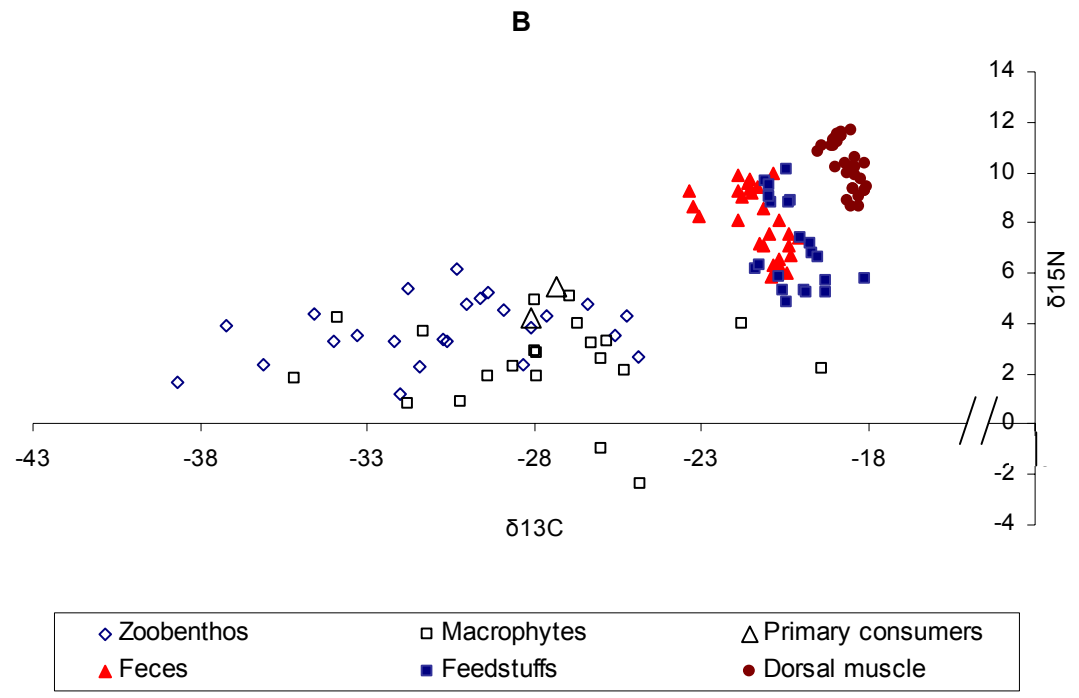 B
14
12
10
8
6
4
2
0
-2
-4
δ15N
-43 -38 -33 -28 -23 -18
δ13C
Zoobenthos Macrophytes Primary consumers
Feces Feedstuffs Dorsal muscle